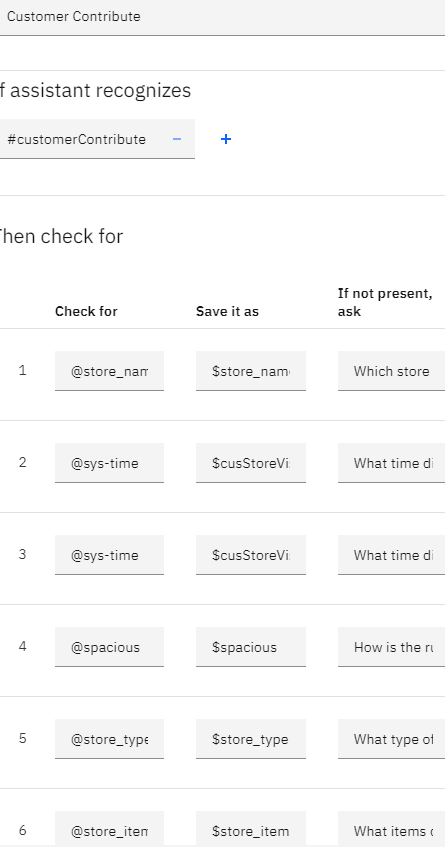 Customer Contribute
f assistant recognizes
#customerContribute
Then check for
Check for Save it as If not present, ask
1 @store_nam $store_nam Which store
2 @sys-time $cusStoreVi What time di
3 @sys-time $cusStoreVi What time di
4 @spacious $spacious How is the ru
5 @store_type $store_type What type of
6 @store_item $store_item What items